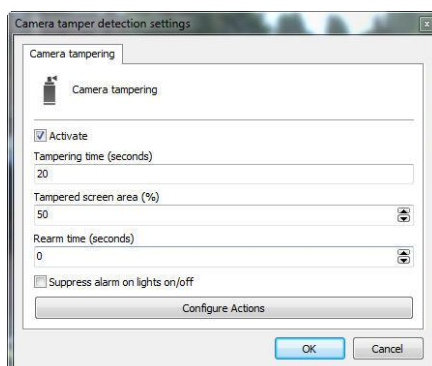 Camera tamper detection settings
Camera tampering
Camera tampering
Activate
Tampering time (seconds)
20
Tampered screen area (%)
50
Rearm time (seconds)
0
Suppress alarm on lights on/off
Configure Actions
OK Cancel